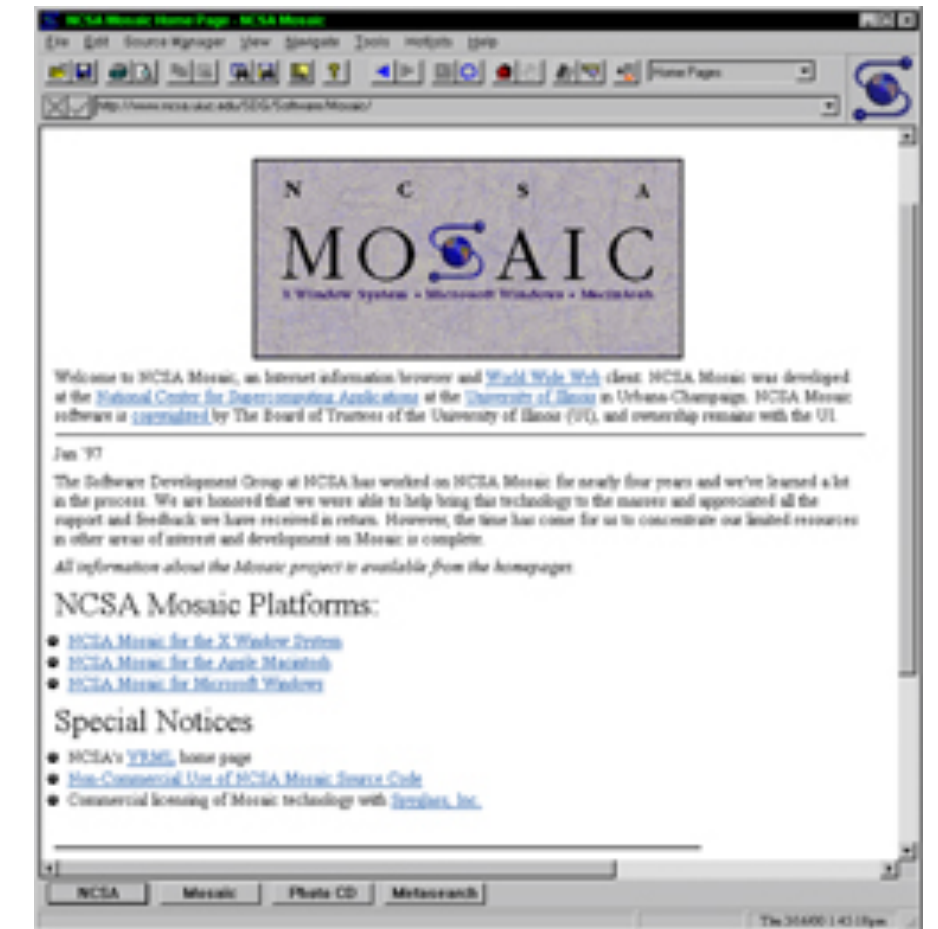 NCSA Mosaic Home Page - NCSA Mosaic
File Edit Source Manager View Navigate Tools Hotlists Help
Home Pages
http://www.ncsa.uiuc.edu/SDG/Software/Mosaic/
N C S A
MOSAIC
X Window System • Microsoft Windows • Macintosh
Welcome to NCSA Mosaic, an Internet information browser and World Wide Web client. NCSA Mosaic was developed
at the National Center for Supercomputing Applications at the University of Illinois in Urbana-Champaign. NCSA Mosaic
software is copyrighted by The Board of Trustees of the University of Illinois (UI), and ownership remains with the UI.
Jan '97
The Software Development Group at NCSA has worked on NCSA Mosaic for nearly four years and we've learned a lot
in the process. We are honored that we were able to help bring this technology to the masses and appreciated all the
support and feedback we have received in return. However, the time has come for us to concentrate our limited resources
in other areas of interest and development on Mosaic is complete.
All information about the Mosaic project is available from the homepages.
NCSA Mosaic Platforms:
NCSA Mosaic for the X Window System
NCSA Mosaic for the Apple Macintosh
NCSA Mosaic for Microsoft Windows
Special Notices
NCSA's VRML home page
Non-Commercial Use of NCSA Mosaic Source Code
Commercial licensing of Mosaic technology with Spyglass, Inc.
NCSA Mosaic Photo CD Metasearch